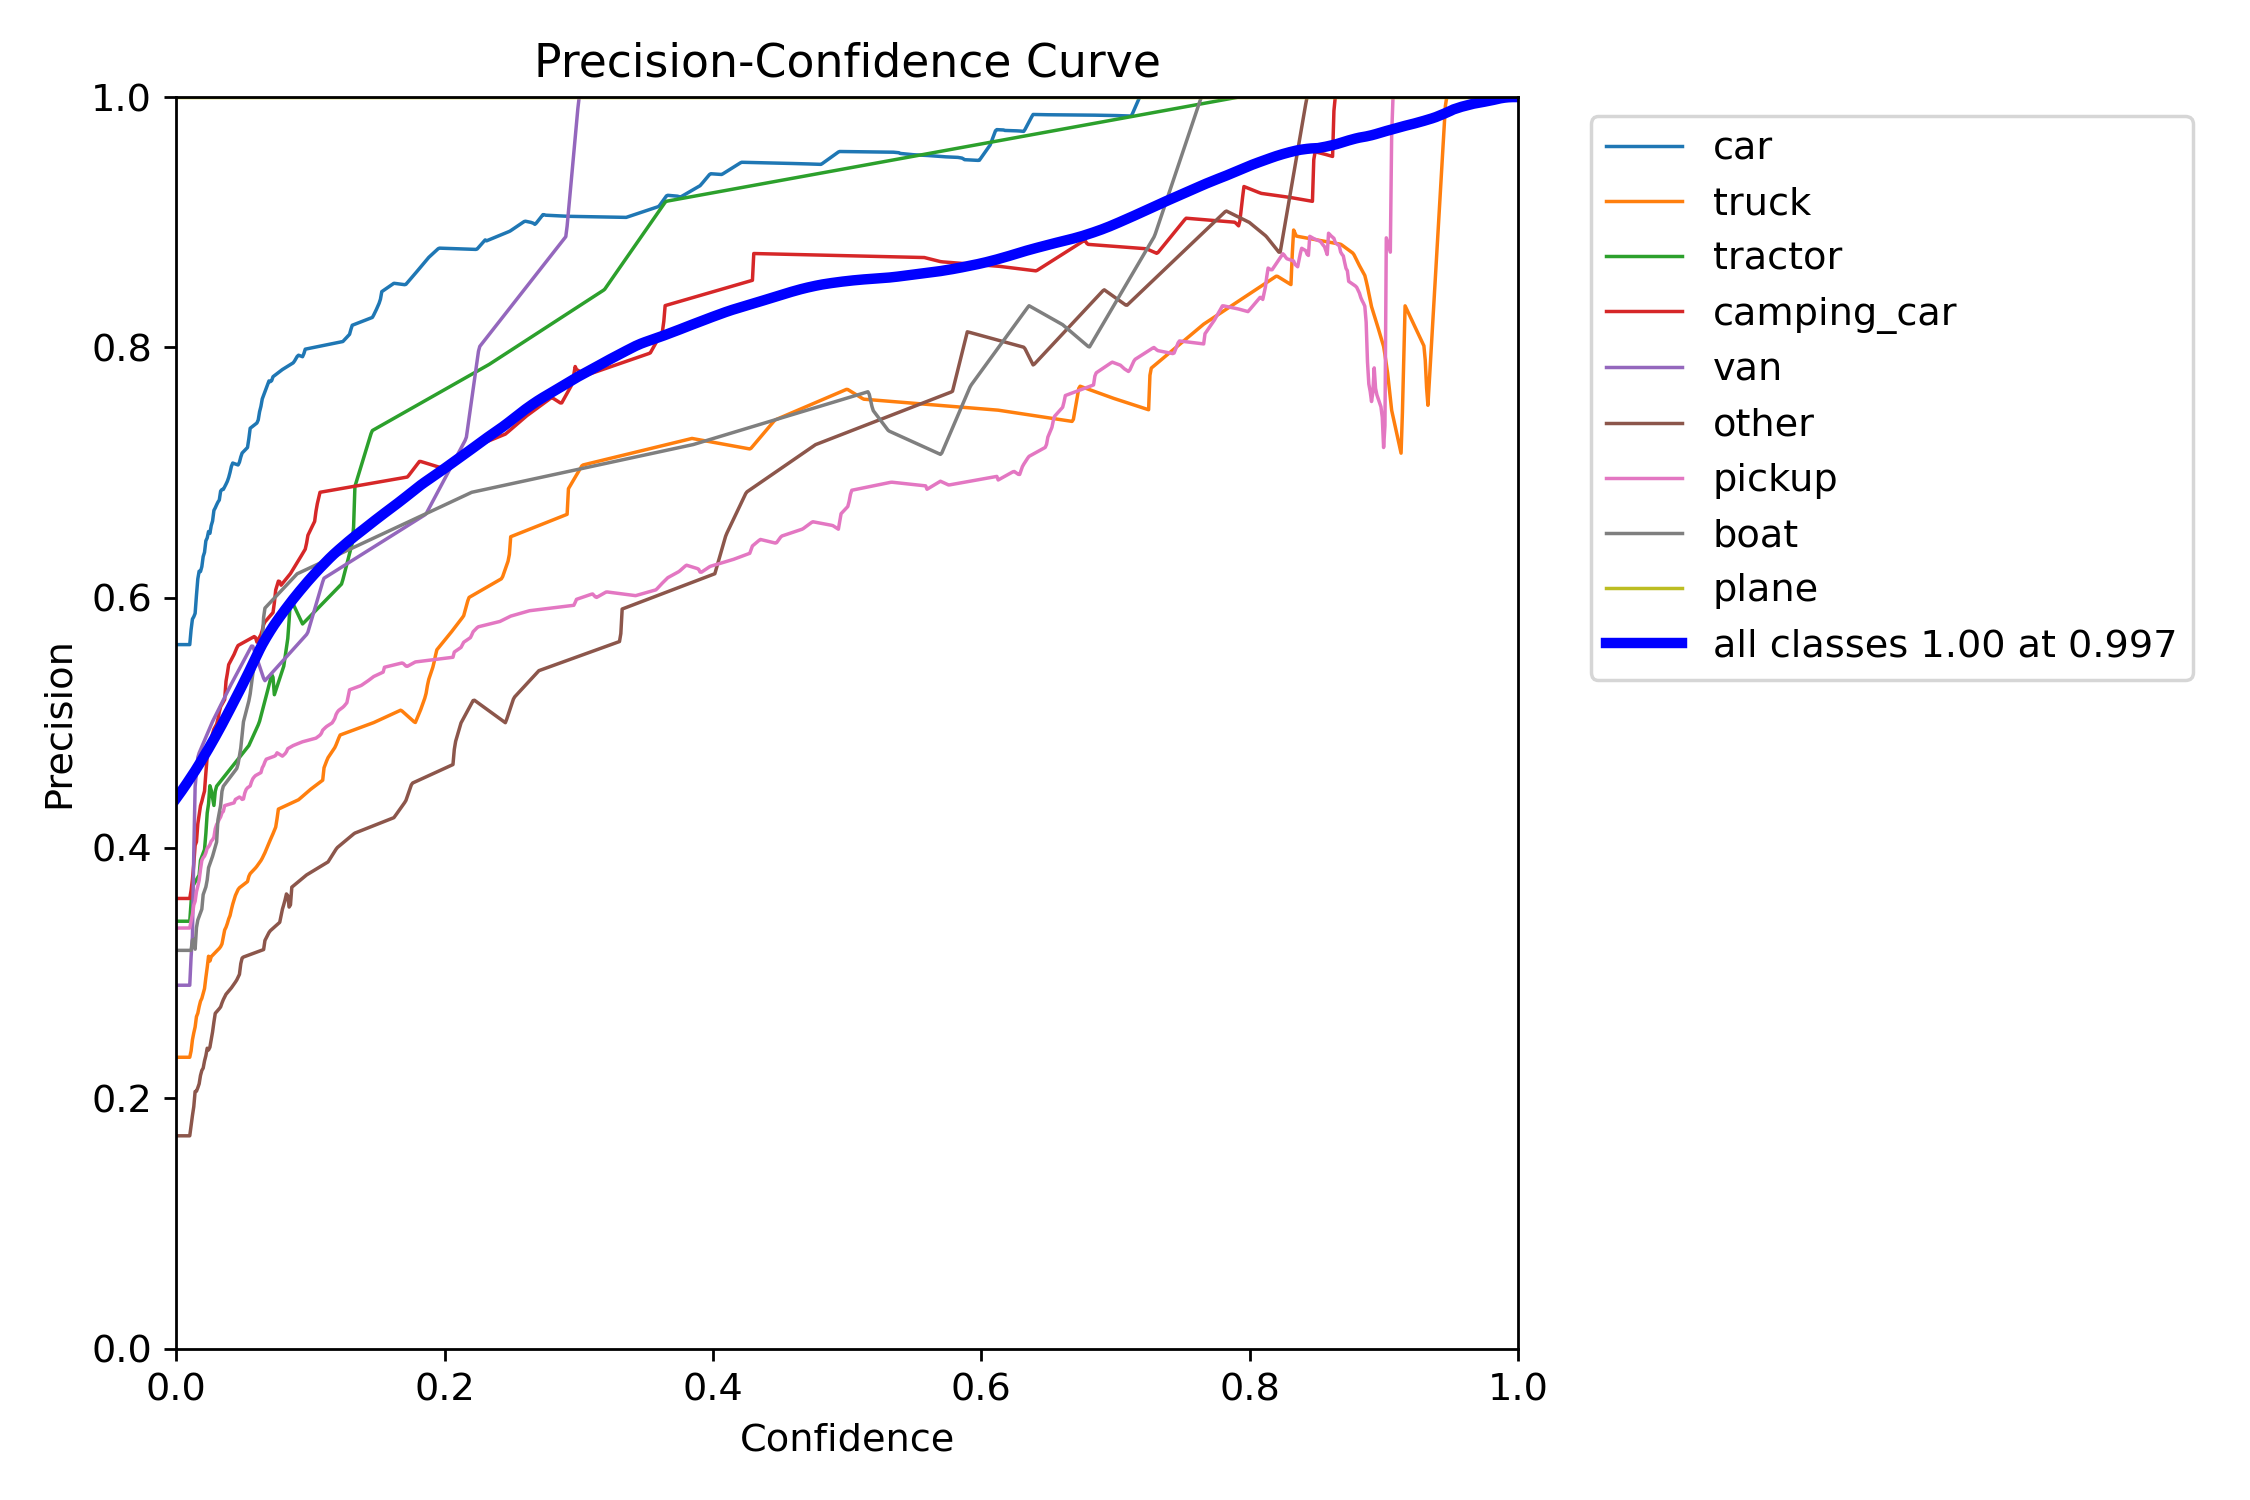 Precision-Confidence Curve
1.0
0.8
0.6
0.4
0.2
0.0
Precision
0.0 0.2 0.4 0.6 0.8 1.0
Confidence
car
truck
tractor
camping_car
van
other
pickup
boat
plane
all classes 1.00 at 0.997